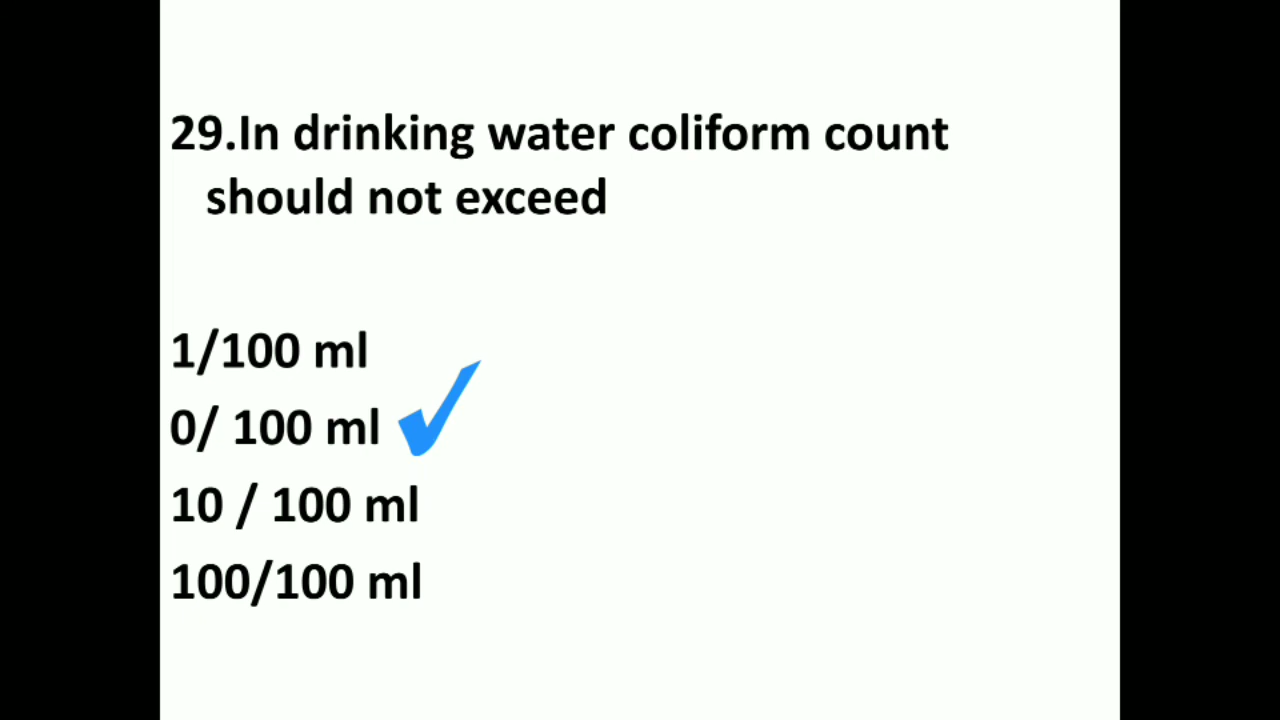 29.In drinking water coliform count
should not exceed
1/100 ml
0/ 100 ml
10 / 100 ml
100/100 ml